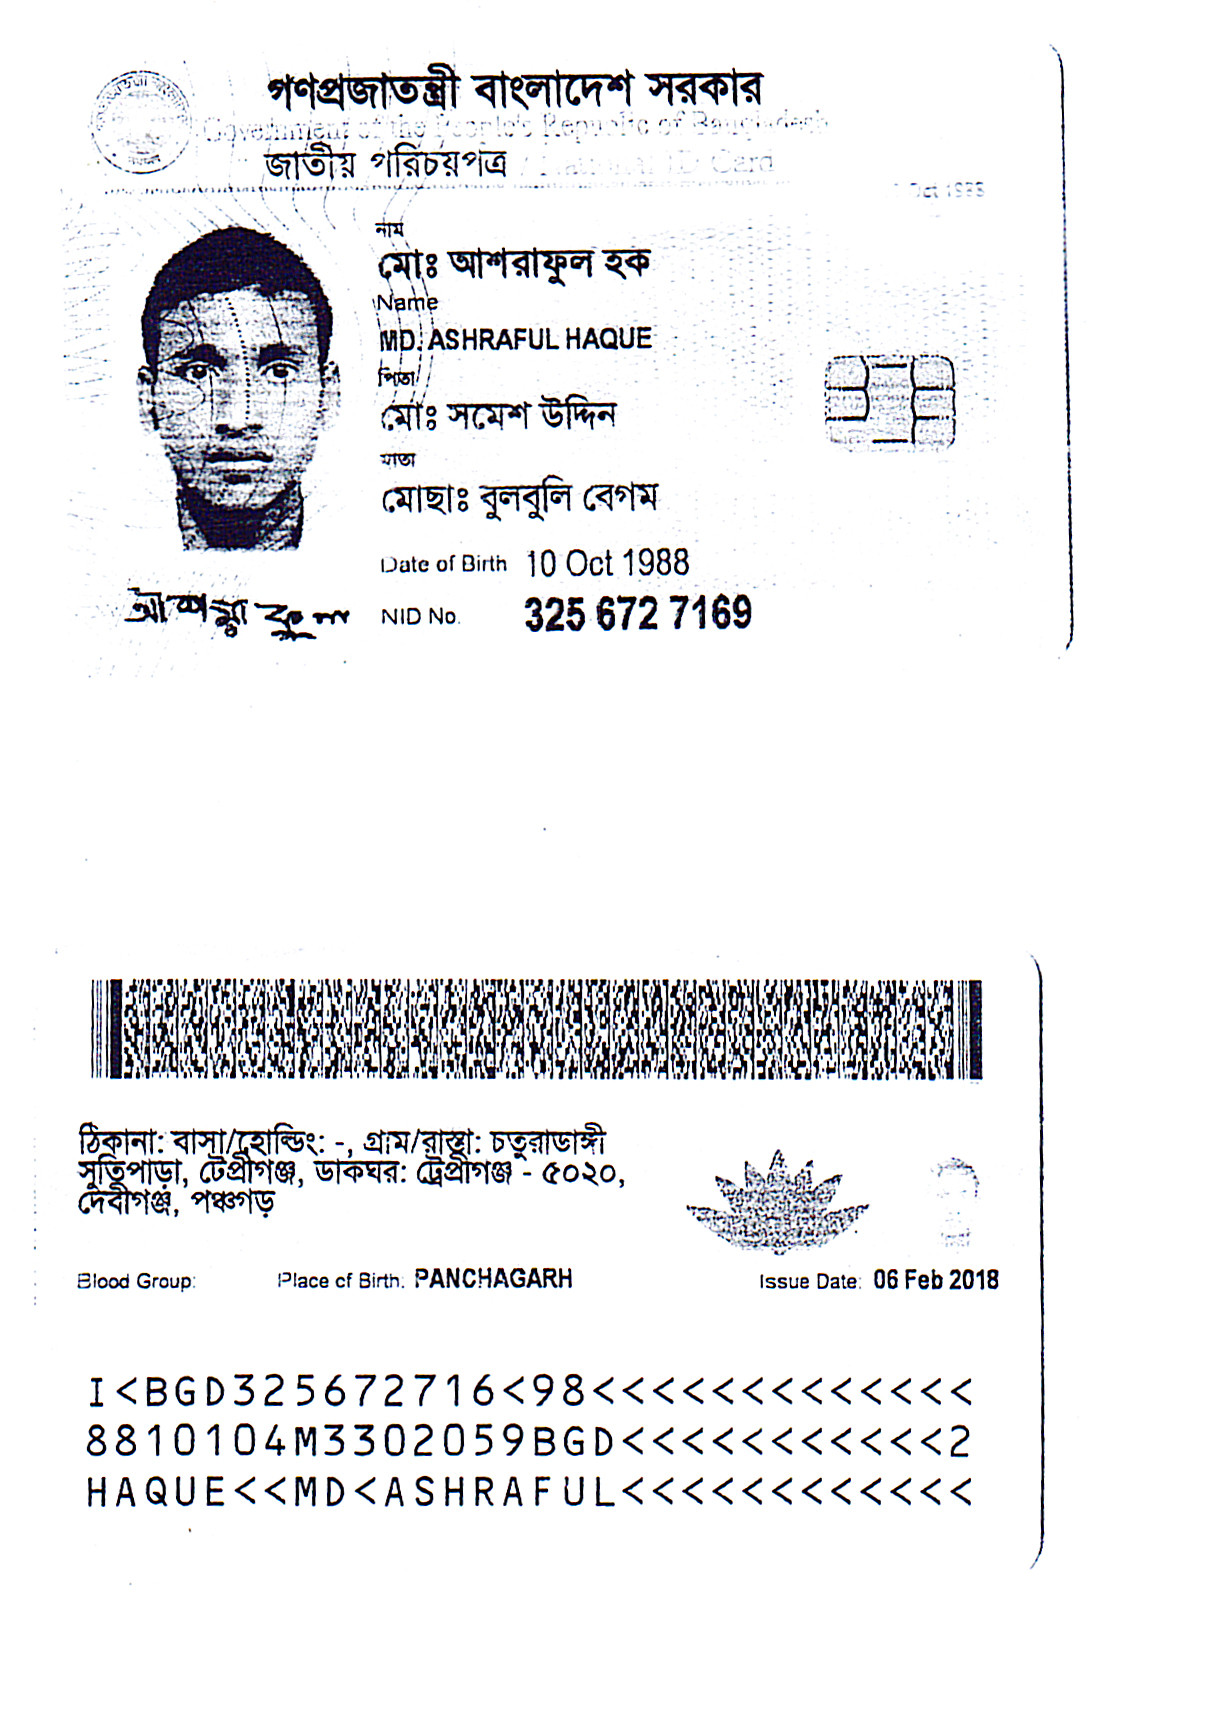 গণপ্রজাতন্ত্রী বাংলাদেশ সরকার
Government of the People's Republic of Bangladesh
জাতীয় পরিচয়পত্র / National ID Card
Oct 1988
নাম
মোঃ আশরাফুল হক
Name
MD. ASHRAFUL HAQUE
পিতা
মোঃ সমেশ উদ্দিন
মাতা
মোছাঃ বুলবুলি বেগম
Date of Birth 10 Oct 1988
NID No. 325 672 7169
আশরাফুল
ঠিকানা: বাসা/হোল্ডিং: -, গ্রাম/রাস্তা: চতুরাডাঙ্গী
সুতিপাড়া, টেপ্রীগঞ্জ, ডাকঘর: ট্রেপ্রীগঞ্জ - ৫০২০,
দেবীগঞ্জ, পঞ্চগড়
Blood Group: Place of Birth: PANCHAGARH Issue Date: 06 Feb 2018
I<BGD325672716<98<<<<<<<<<<<<<
8810104M3302059BGD<<<<<<<<<<<2
HAQUE<<MD<ASHRAFUL<<<<<<<<<<<<